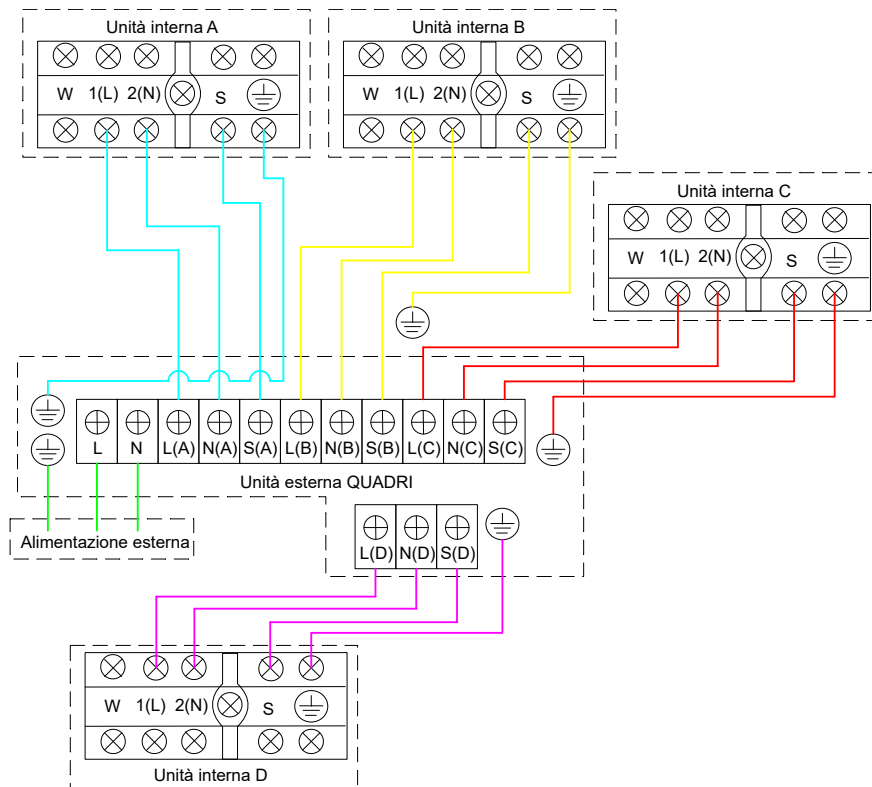 Unità interna A
W 1(L) 2(N) S
Unità interna B
W 1(L) 2(N) S
Unità interna C
W 1(L) 2(N) S
L N L(A) N(A) S(A) L(B) N(B) S(B) L(C) N(C) S(C)
Unità esterna QUADRI
Alimentazione esterna
L(D) N(D) S(D)
W 1(L) 2(N) S
Unità interna D